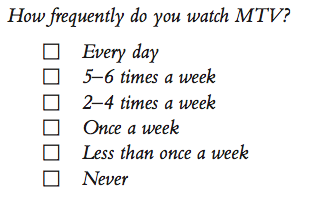 How frequently do you watch MTV?
Every day
5–6 times a week
2–4 times a week
Once a week
Less than once a week
Never